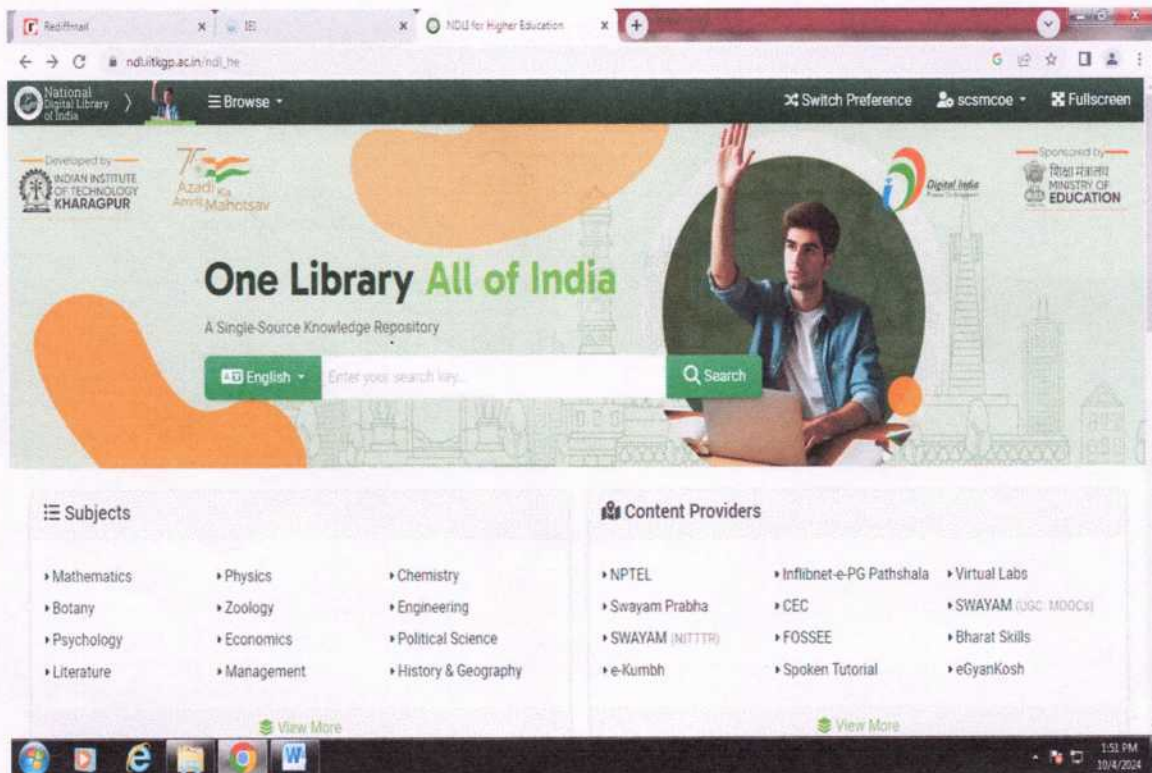 Rediffmail
IEI
NDLI for Higher Education
ndl.iitkgp.ac.in/ndl_he
National
Digital Library
of India
Browse
Switch Preference
scsmcoe
Fullscreen
Developed by
INDIAN INSTITUTE
OF TECHNOLOGY
KHARAGPUR
75
Azadi Ka
Amrit Mahotsav
Digital India
Power To Empower
Sponsored by
शिक्षा मंत्रालय
MINISTRY OF
EDUCATION
One Library All of India
A Single-Source Knowledge Repository
English
Enter your search key...
Search
Subjects
Mathematics Physics Chemistry
Botany Zoology Engineering
Psychology Economics Political Science
Literature Management History & Geography
View More
Content Providers
NPTEL Inflibnet-e-PG Pathshala Virtual Labs
Swayam Prabha CEC SWAYAM (UGC: MOOCs)
SWAYAM (NITTTR) FOSSEE Bharat Skills
e-Kumbh Spoken Tutorial eGyanKosh
View More
1:51 PM
10/4/2024